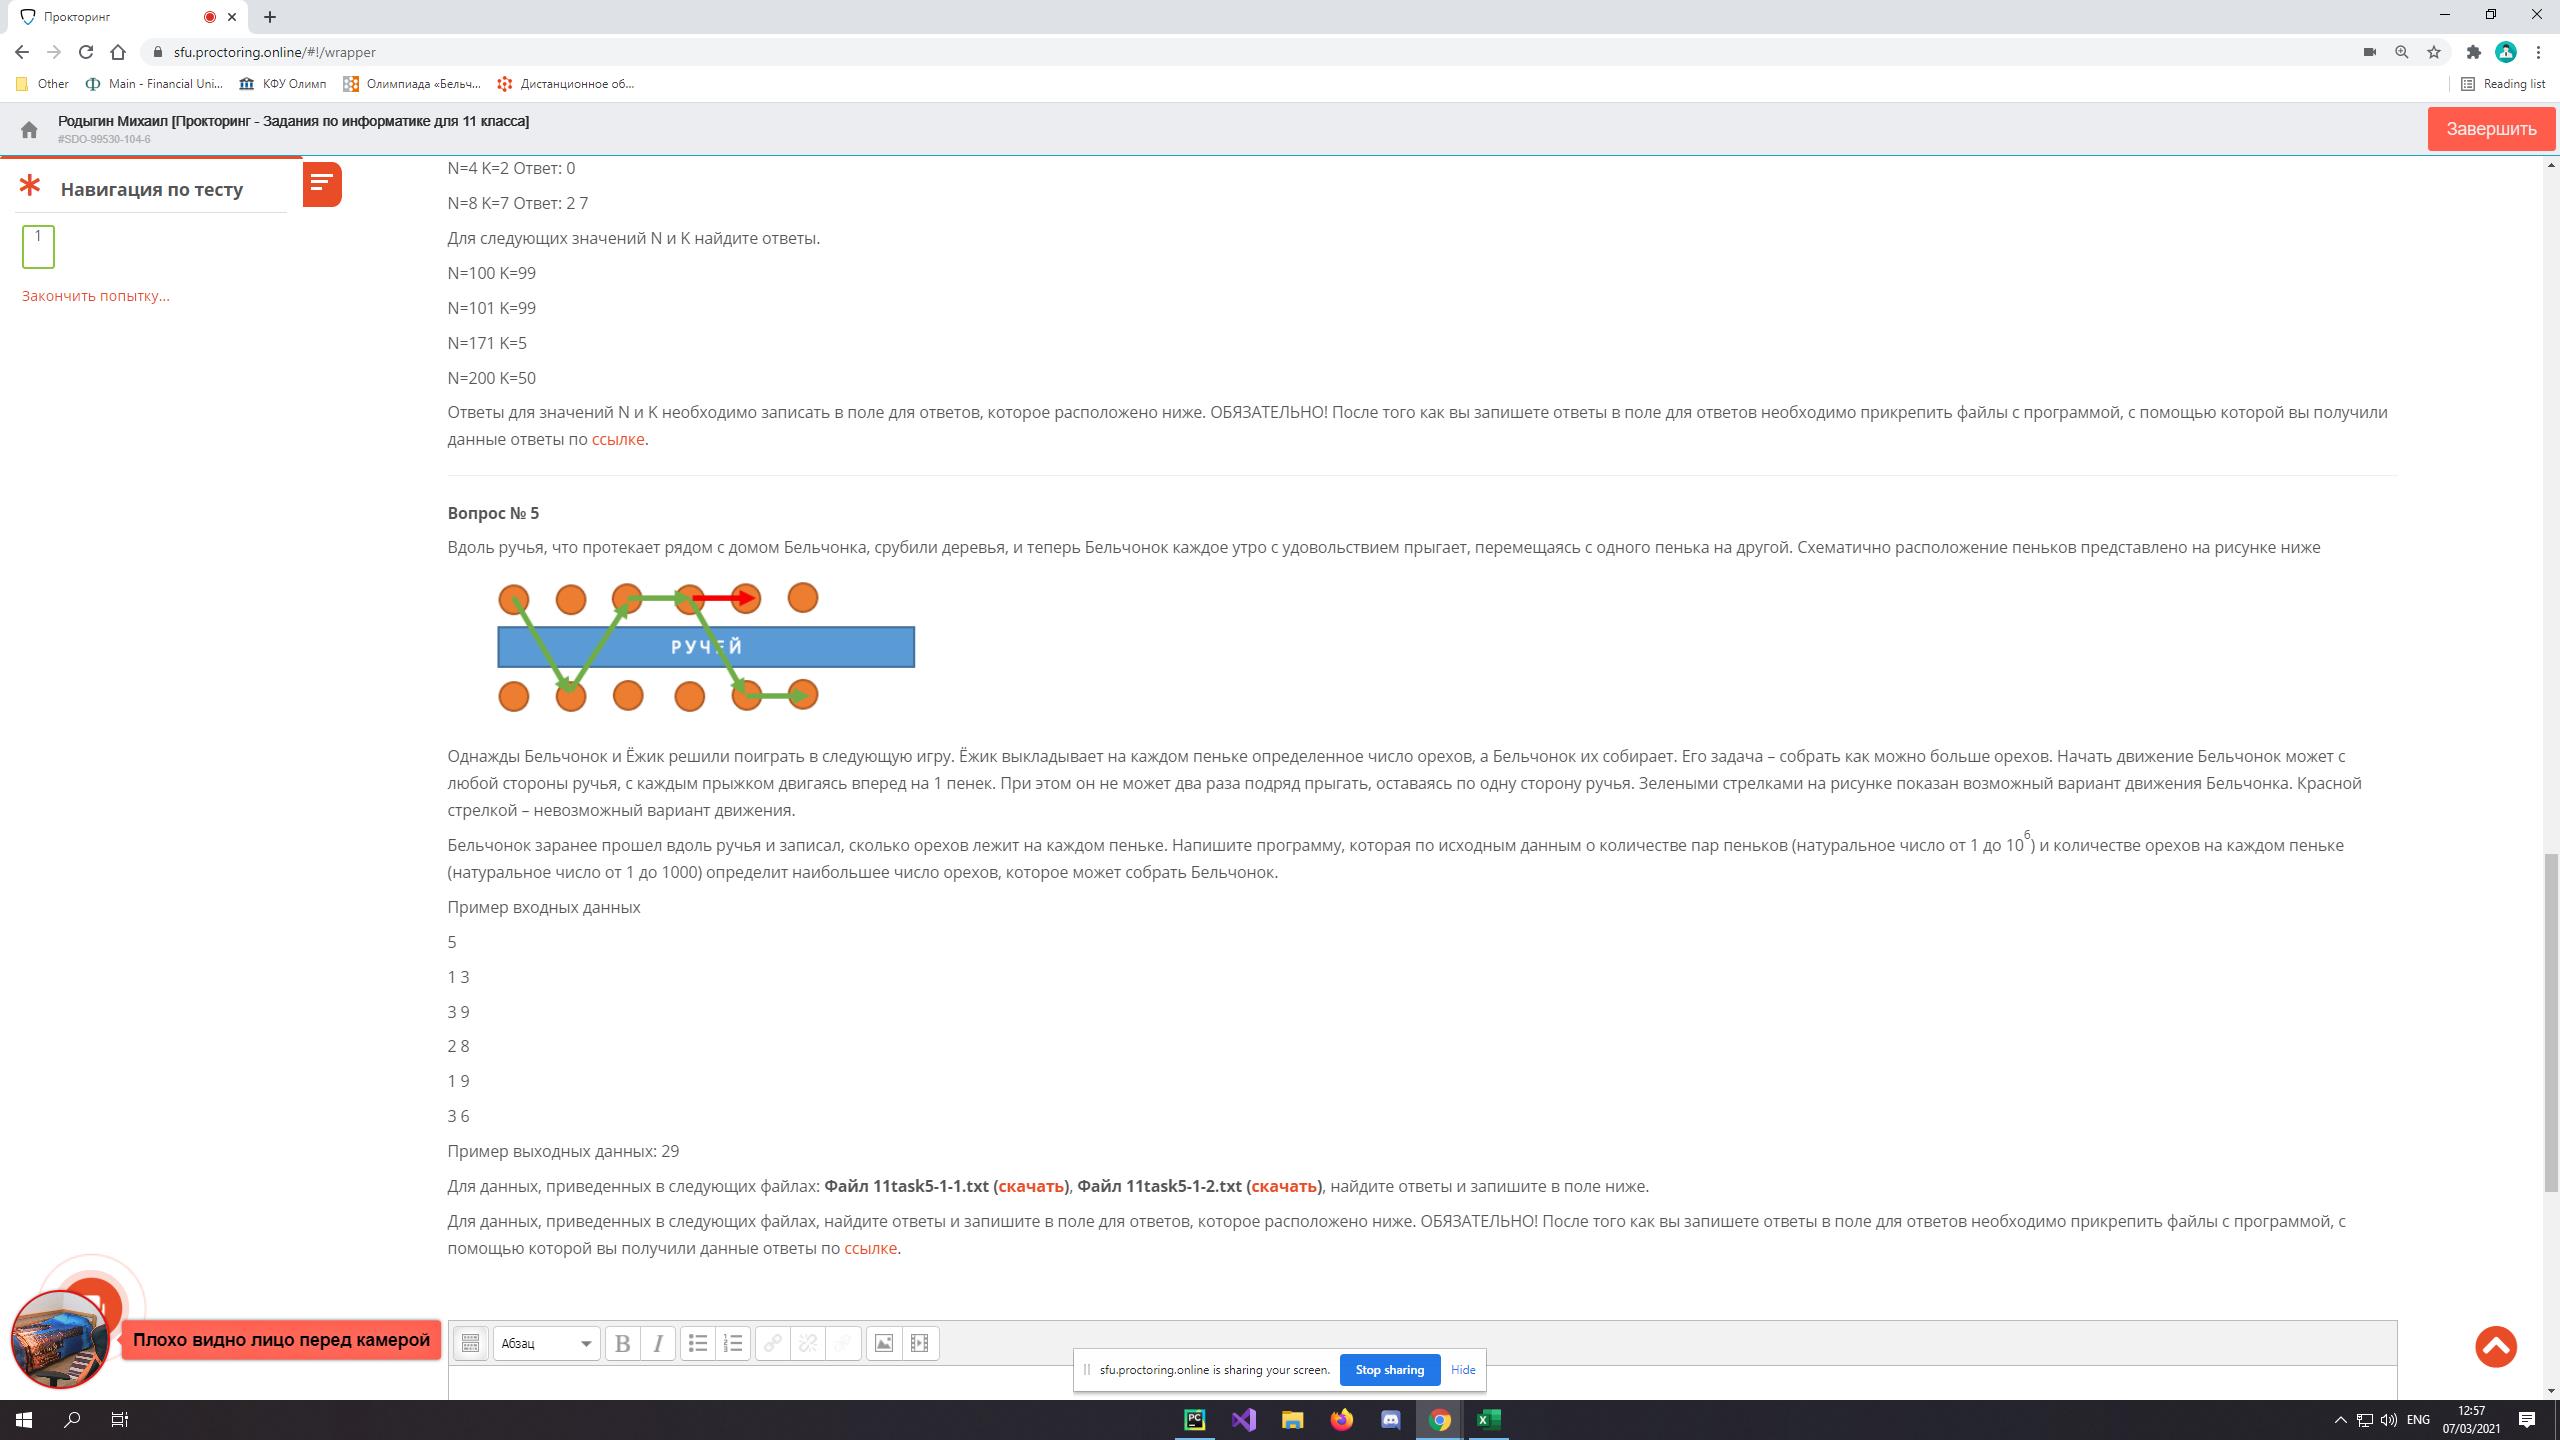 Прокторинг
sfu.proctoring.online/#!/wrapper
Other Main - Financial Uni... КФУ Олимп Олимпиада «Бельч... Дистанционное об... Reading list
Родыгин Михаил [Прокторинг - Задания по информатике для 11 класса]
#SDO-99530-104-6
Завершить
Навигация по тесту
1
Закончить попытку...
N=4 K=2 Ответ: 0
N=8 K=7 Ответ: 2 7
Для следующих значений N и K найдите ответы.
N=100 K=99
N=101 K=99
N=171 K=5
N=200 K=50
Ответы для значений N и K необходимо записать в поле для ответов, которое расположено ниже. ОБЯЗАТЕЛЬНО! После того как вы запишете ответы в поле для ответов необходимо прикрепить файлы с программой, с помощью которой вы получили
данные ответы по ссылке.
Вопрос № 5
Вдоль ручья, что протекает рядом с домом Бельчонка, срубили деревья, и теперь Бельчонок каждое утро с удовольствием прыгает, перемещаясь с одного пенька на другой. Схематично расположение пеньков представлено на рисунке ниже
РУЧЕЙ
Однажды Бельчонок и Ёжик решили поиграть в следующую игру. Ёжик выкладывает на каждом пеньке определенное число орехов, а Бельчонок их собирает. Его задача – собрать как можно больше орехов. Начать движение Бельчонок может с
любой стороны ручья, с каждым прыжком двигаясь вперед на 1 пенек. При этом он не может два раза подряд прыгать, оставаясь по одну сторону ручья. Зелеными стрелками на рисунке показан возможный вариант движения Бельчонка. Красной
стрелкой – невозможный вариант движения.
Бельчонок заранее прошел вдоль ручья и записал, сколько орехов лежит на каждом пеньке. Напишите программу, которая по исходным данным о количестве пар пеньков (натуральное число от 1 до 10⁶) и количестве орехов на каждом пеньке
(натуральное число от 1 до 1000) определит наибольшее число орехов, которое может собрать Бельчонок.
Пример входных данных
5
1 3
3 9
2 8
1 9
3 6
Пример выходных данных: 29
Для данных, приведенных в следующих файлах: Файл 11task5-1-1.txt (скачать), Файл 11task5-1-2.txt (скачать), найдите ответы и запишите в поле ниже.
Для данных, приведенных в следующих файлах, найдите ответы и запишите в поле для ответов, которое расположено ниже. ОБЯЗАТЕЛЬНО! После того как вы запишете ответы в поле для ответов необходимо прикрепить файлы с программой, с
помощью которой вы получили данные ответы по ссылке.
Плохо видно лицо перед камерой
Абзац B I
sfu.proctoring.online is sharing your screen. Stop sharing Hide
PC ENG 12:57
07/03/2021